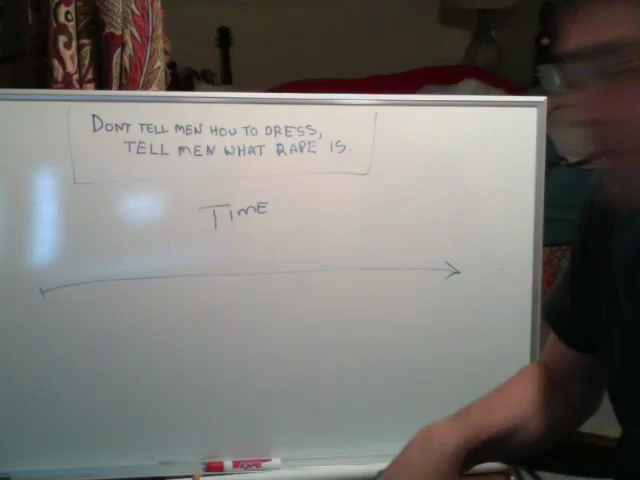 DONT TELL MEN HOW TO DRESS,
TELL MEN WHAT RAPE IS.
TIME